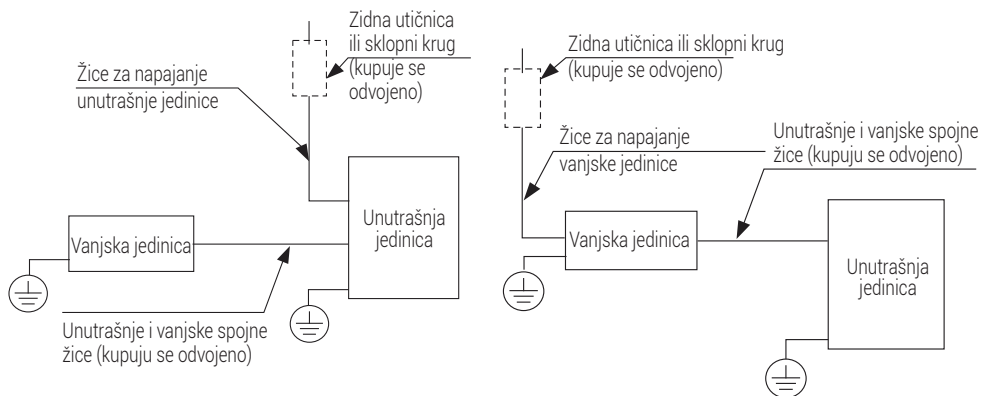 Zidna utičnica
ili sklopni krug
(kupuje se
odvojeno)
Žice za napajanje
unutrašnje jedinice
Unutrašnja
jedinica
Vanjska jedinica
Unutrašnje i vanjske spojne
žice (kupuju se odvojeno)
Zidna utičnica ili sklopni krug
(kupuje se odvojeno)
Žice za napajanje
vanjske jedinice
Unutrašnje i vanjske spojne
žice (kupuju se odvojeno)
Vanjska jedinica
Unutrašnja
jedinica